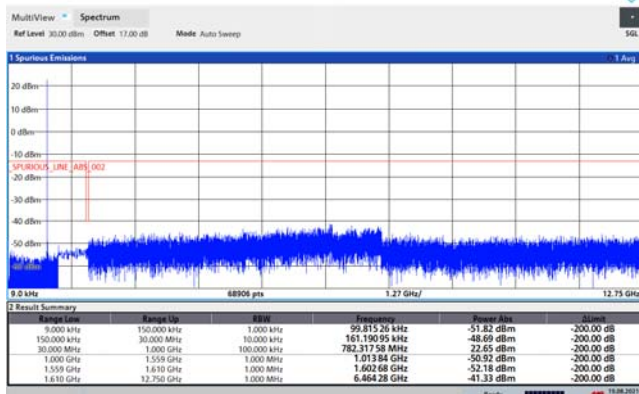 MultiView Spectrum
Ref Level 30.00 dBm Offset 17.00 dB Mode Auto Sweep SGL
1 Spurious Emissions 1 Avg
20 dBm
10 dBm
0 dBm
-10 dBm
_SPURIOUS_LINE_ABS_002
-20 dBm
-30 dBm
-40 dBm
-50 dBm
9.0 kHz 68906 pts 1.27 GHz/ 12.75 GHz
2 Result Summary
Range Low Range Up RBW Frequency Power Abs ΔLimit
9.000 kHz 150.000 kHz 1.000 kHz 99.815 26 kHz -51.82 dBm -200.00 dB
150.000 kHz 30.000 MHz 10.000 kHz 161.190 95 kHz -48.69 dBm -200.00 dB
30.000 MHz 1.000 GHz 100.000 kHz 782.317 58 MHz 22.65 dBm -200.00 dB
1.000 GHz 1.559 GHz 1.000 MHz 1.013 84 GHz -50.92 dBm -200.00 dB
1.559 GHz 1.610 GHz 1.000 MHz 1.602 68 GHz -52.18 dBm -200.00 dB
1.610 GHz 12.750 GHz 1.000 MHz 6.464 28 GHz -41.33 dBm -200.00 dB